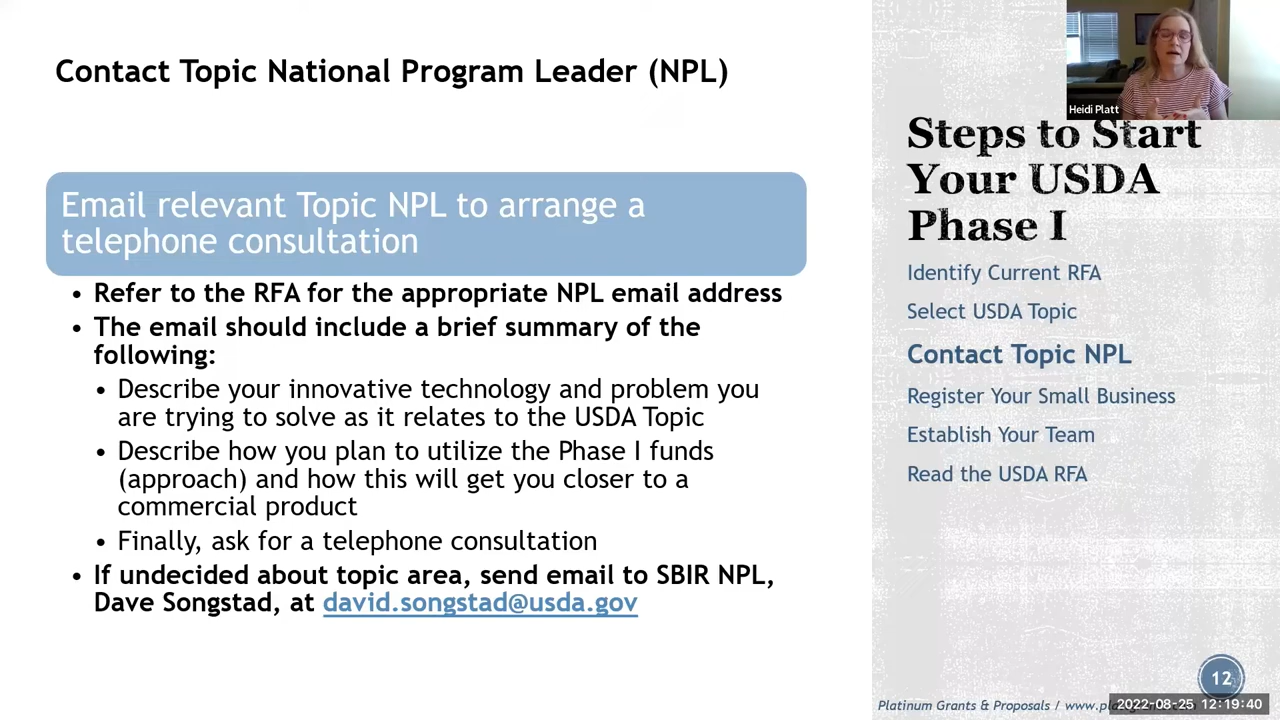 Contact Topic National Program Leader (NPL)
Email relevant Topic NPL to arrange a
telephone consultation
• Refer to the RFA for the appropriate NPL email address
• The email should include a brief summary of the
following:
• Describe your innovative technology and problem you
are trying to solve as it relates to the USDA Topic
• Describe how you plan to utilize the Phase I funds
(approach) and how this will get you closer to a
commercial product
• Finally, ask for a telephone consultation
• If undecided about topic area, send email to SBIR NPL,
Dave Songstad, at david.songstad@usda.gov
Heidi Platt
Steps to Start
Your USDA
Phase I
Identify Current RFA
Select USDA Topic
Contact Topic NPL
Register Your Small Business
Establish Your Team
Read the USDA RFA
12
Platinum Grants & Proposals /
2022-08-25 12:19:40